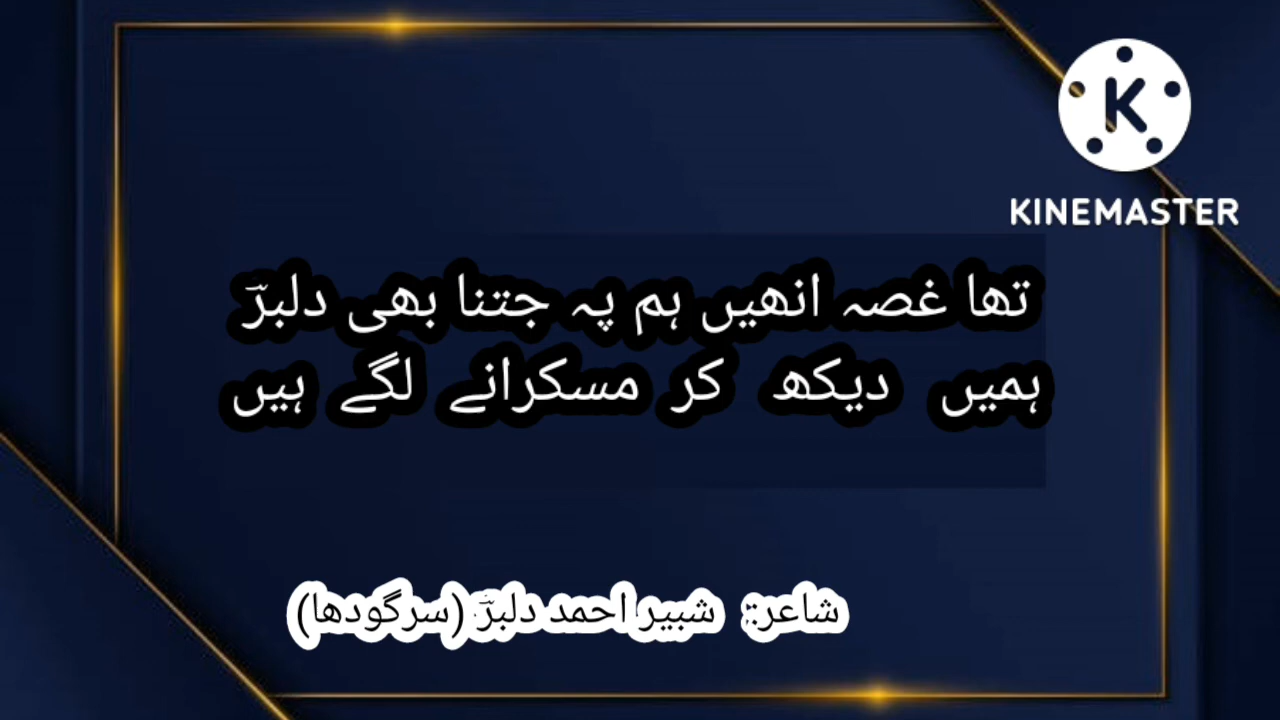 KINEMASTER
تھا غصہ انھیں ہم پہ جتنا بھی دلبرؔ
ہمیں دیکھ کر مسکرانے لگے ہیں
شاعر: شبیر احمد دلبرؔ (سرگودھا)